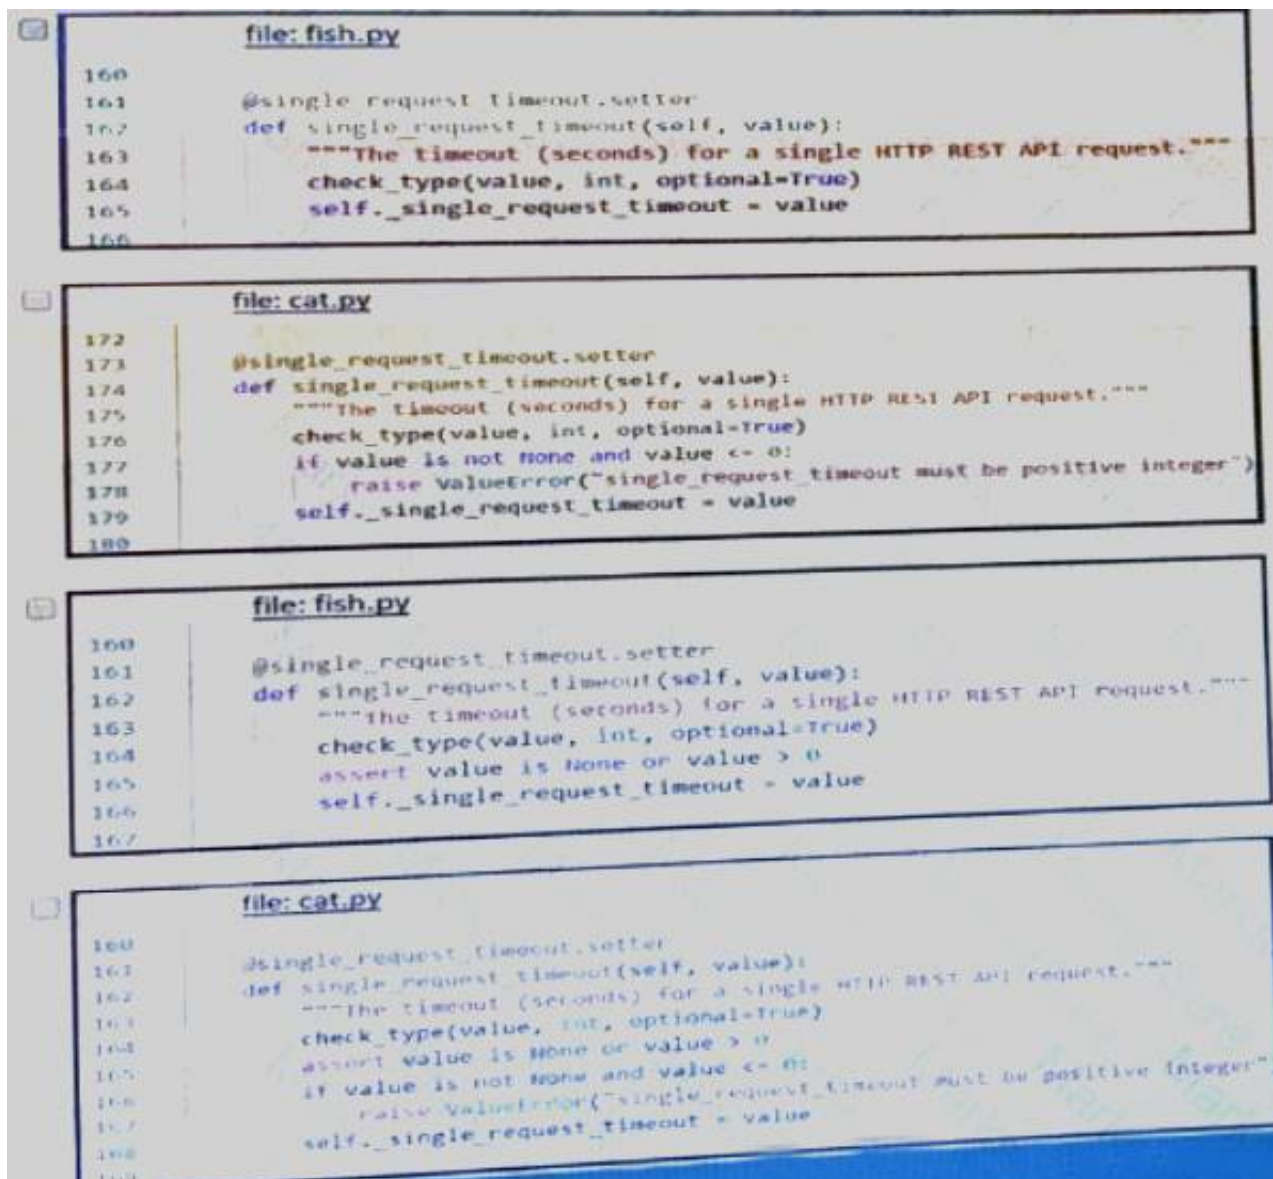 file: fish.py
160
161 @single_request_timeout.setter
162 def single_request_timeout(self, value):
163 """The timeout (seconds) for a single HTTP REST API request."""
164 check_type(value, int, optional=True)
165 self._single_request_timeout = value
166
file: cat.py
172
173 @single_request_timeout.setter
174 def single_request_timeout(self, value):
175 """The timeout (seconds) for a single HTTP REST API request."""
176 check_type(value, int, optional=True)
177 if value is not None and value <= 0:
178 raise ValueError("single_request_timeout must be positive integer")
179 self._single_request_timeout = value
180
file: fish.py
160
161 @single_request_timeout.setter
162 def single_request_timeout(self, value):
163 """The timeout (seconds) for a single HTTP REST API request."""
164 check_type(value, int, optional=True)
165 assert value is None or value > 0
166 self._single_request_timeout = value
167
file: cat.py
160
161 @single_request_timeout.setter
162 def single_request_timeout(self, value):
163 """The timeout (seconds) for a single HTTP REST API request."""
164 check_type(value, int, optional=True)
165 assert value is None or value > 0
166 if value is not None and value <= 0:
167 raise ValueError("single_request_timeout must be positive integer"
168 self._single_request_timeout = value